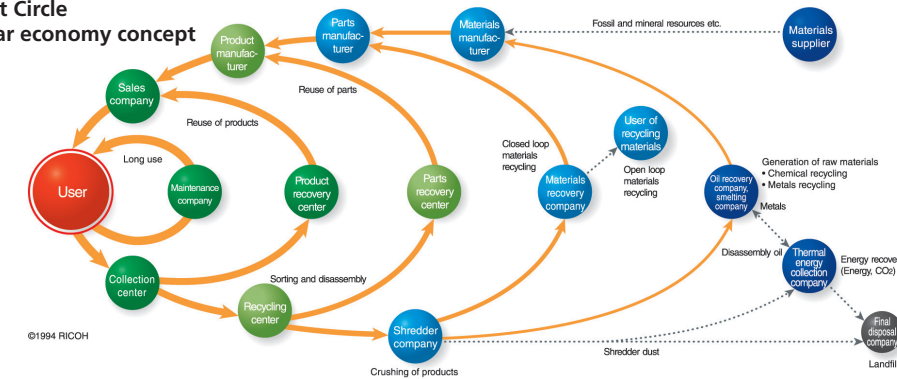 t Circle
ar economy concept
Product
manufac-
turer
Parts
manufac-
turer
Materials
manufac-
turer
Fossil and mineral resources etc.
Materials
supplier
Sales
company
Reuse of parts
Reuse of products
Long use
User
Maintenance
company
Product
recovery
center
Parts
recovery
center
Closed loop
materials
recycling
Materials
recovery
company
User of
recycling
materials
Open loop
materials
recycling
Oil recovery
company,
smelting
company
Generation of raw materials
• Chemical recycling
• Metals recycling
Metals
Disassembly oil
Thermal
energy
collection
company
Energy recove
(Energy, CO2)
Collection
center
Sorting and disassembly
Recycling
center
Shredder
company
Crushing of products
Shredder dust
Final
disposal
company
Landfill
©1994 RICOH